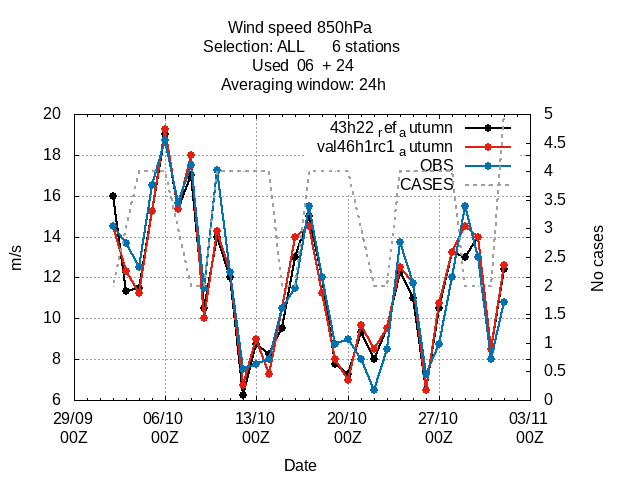 Wind speed 850hPa
Selection: ALL      6 stations
Used  06  + 24
Averaging window: 24h
43h22 ref a utumn
val46h1rc1 a utumn
OBS
CASES
20
18
16
14
12
10
8
6
m/s
5
4.5
4
3.5
3
2.5
2
1.5
1
0.5
0
No cases
29/09 06/10 13/10 20/10 27/10 03/11
00Z 00Z 00Z 00Z 00Z 00Z
Date